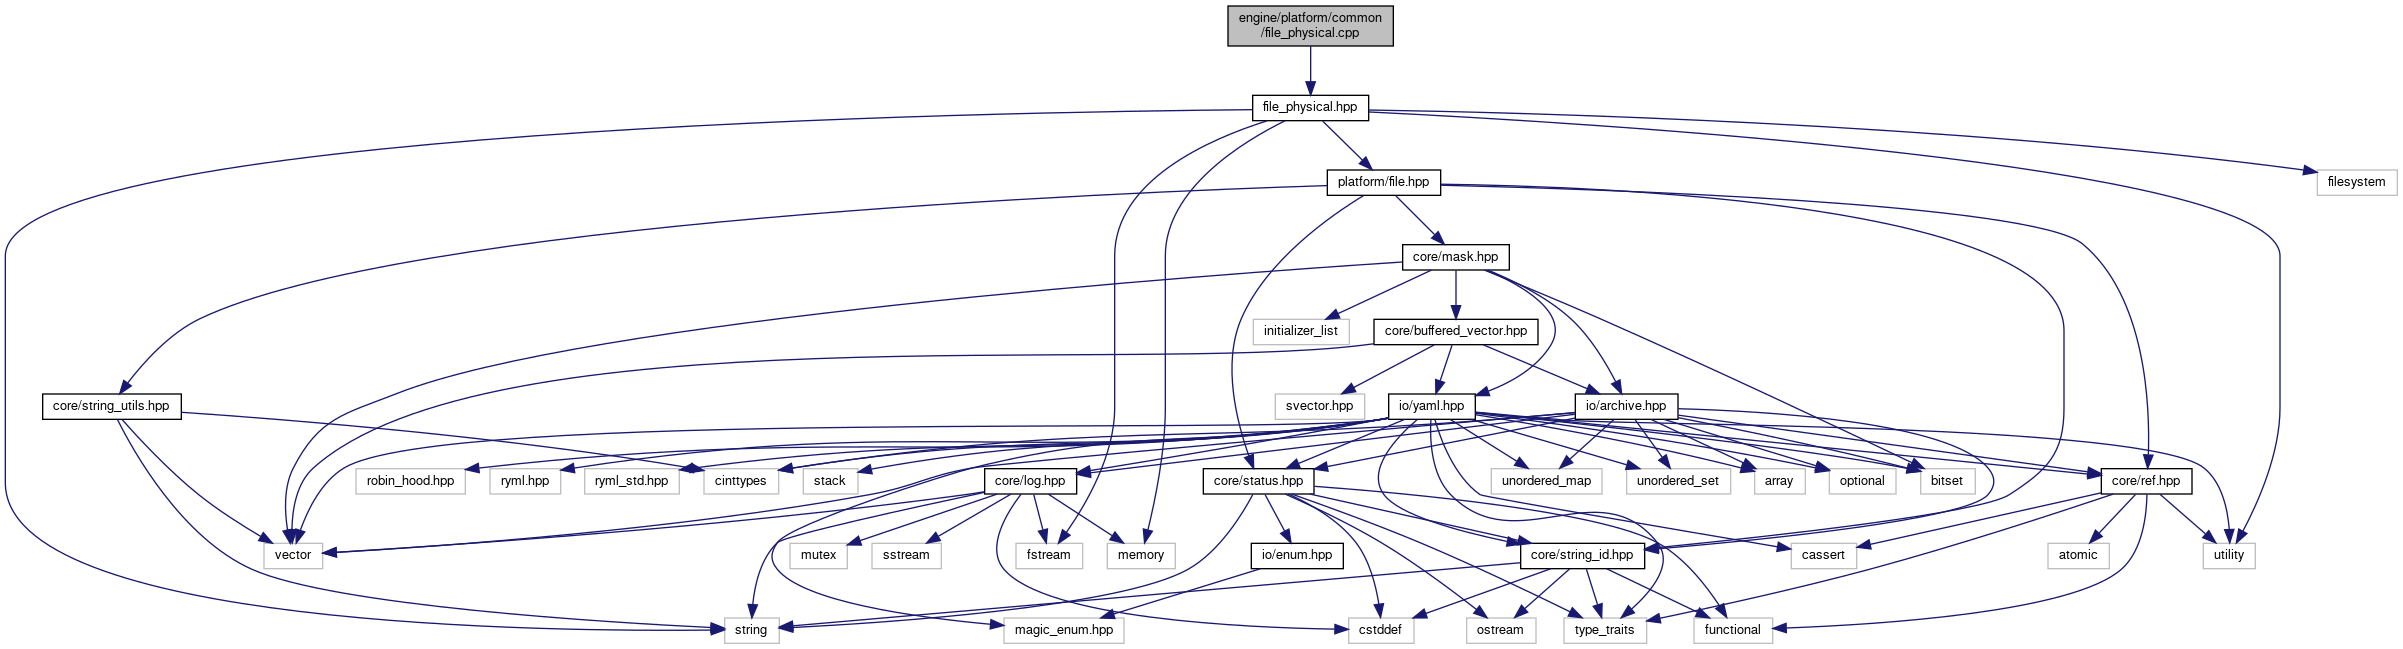 engine/platform/common
/file_physical.cpp
file_physical.hpp
platform/file.hpp
filesystem
core/mask.hpp
initializer_list
core/buffered_vector.hpp
core/string_utils.hpp
svector.hpp
io/yaml.hpp
io/archive.hpp
robin_hood.hpp
ryml.hpp
ryml_std.hpp
cinttypes
stack
core/log.hpp
core/status.hpp
unordered_map
unordered_set
array
optional
bitset
core/ref.hpp
vector
mutex
sstream
fstream
memory
io/enum.hpp
core/string_id.hpp
cassert
atomic
utility
string
magic_enum.hpp
cstddef
ostream
type_traits
functional